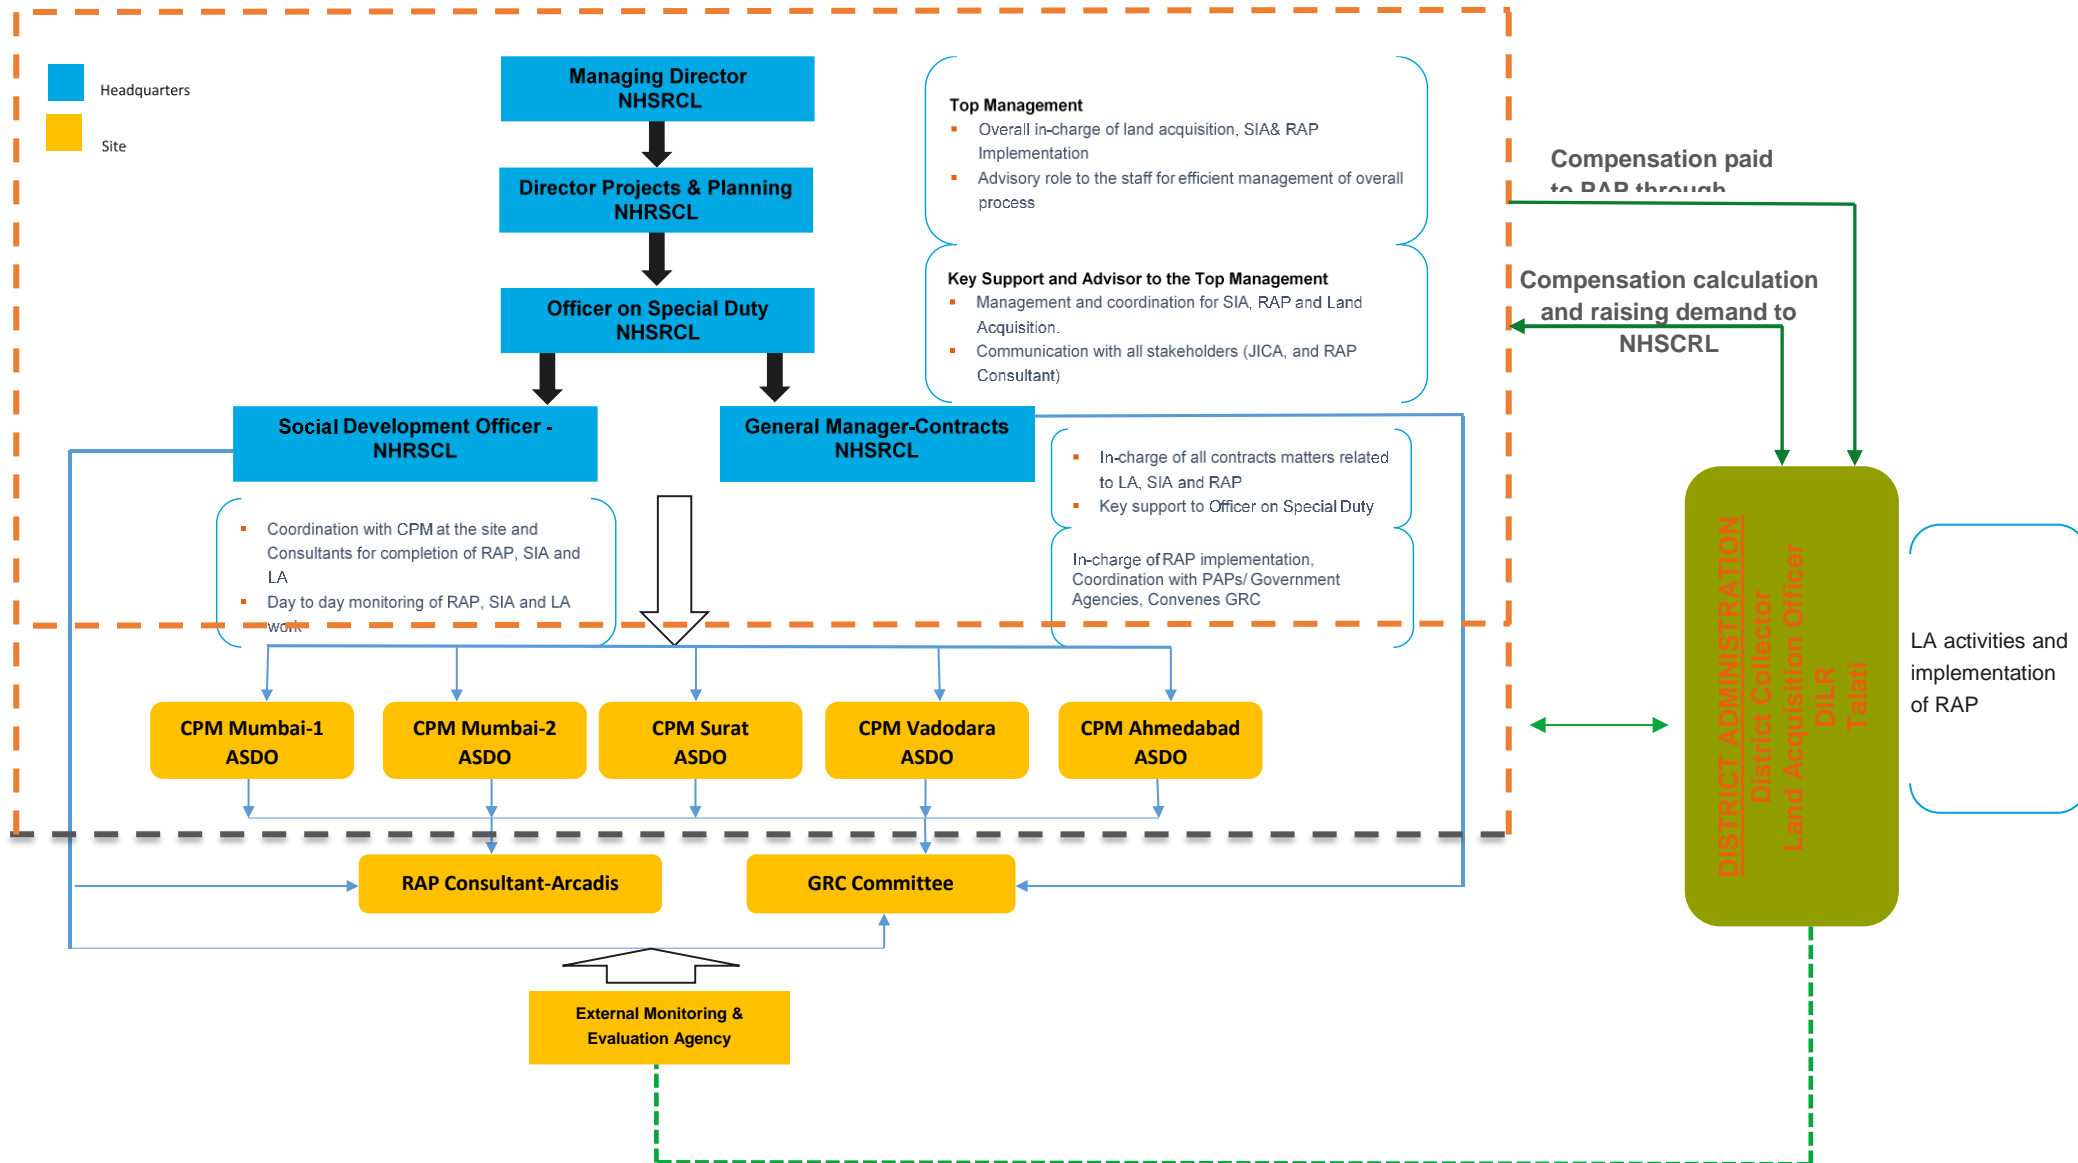 Headquarters
Site
Managing Director
NHSRCL
Director Projects & Planning
NHRSCL
Officer on Special Duty
NHSRCL
Social Development Officer -
NHRSCL
General Manager-Contracts
NHSRCL
Top Management
▪ Overall in-charge of land acquisition, SIA& RAP
Implementation
▪ Advisory role to the staff for efficient management of overall
process
Key Support and Advisor to the Top Management
▪ Management and coordination for SIA, RAP and Land
Acquisition.
▪ Communication with all stakeholders (JICA, and RAP
Consultant)
▪ In-charge of all contracts matters related
to LA, SIA and RAP
▪ Key support to Officer on Special Duty
In-charge of RAP implementation,
Coordination with PAPs/ Government
Agencies, Convenes GRC
▪ Coordination with CPM at the site and
Consultants for completion of RAP, SIA and
LA
▪ Day to day monitoring of RAP, SIA and LA
work
CPM Mumbai-1
ASDO
CPM Mumbai-2
ASDO
CPM Surat
ASDO
CPM Vadodara
ASDO
CPM Ahmedabad
ASDO
RAP Consultant-Arcadis
GRC Committee
External Monitoring &
Evaluation Agency
Compensation paid
to PAP through
Compensation calculation
and raising demand to
NHSCRL
DISTRICT ADMINISTRATION
District Collector
Land Acquisition Officer
DILR
Talati
LA activities and
implementation
of RAP